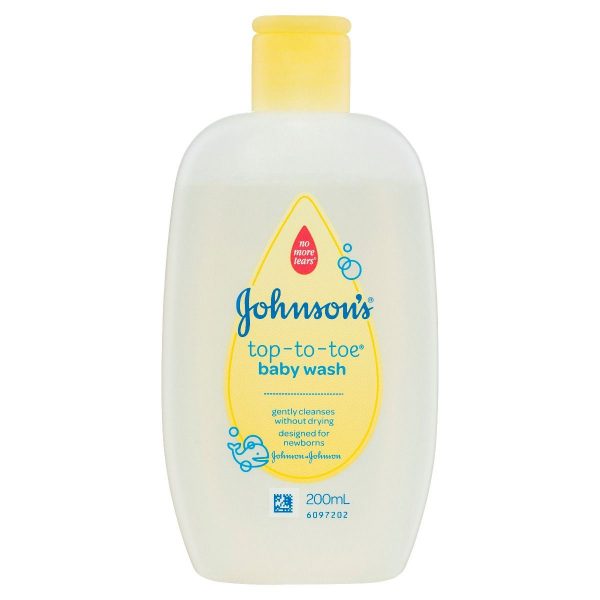 no
more
tears®
Johnson's®
top-to-toe®
baby wash
gently cleanses
without drying
designed for
newborns
Johnson+Johnson
200mL
6097202